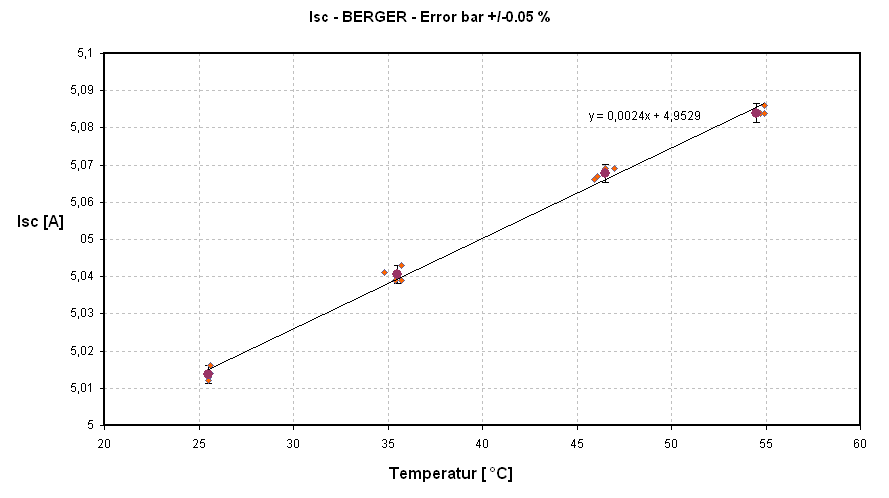 Isc - BERGER - Error bar +/-0.05 %
5,1
5,09
y = 0,0024x + 4,9529
5,08
5,07
5,06
Isc [A]
05
5,04
5,03
5,02
5,01
5
20 25 30 35 40 45 50 55 60
Temperatur [ °C]